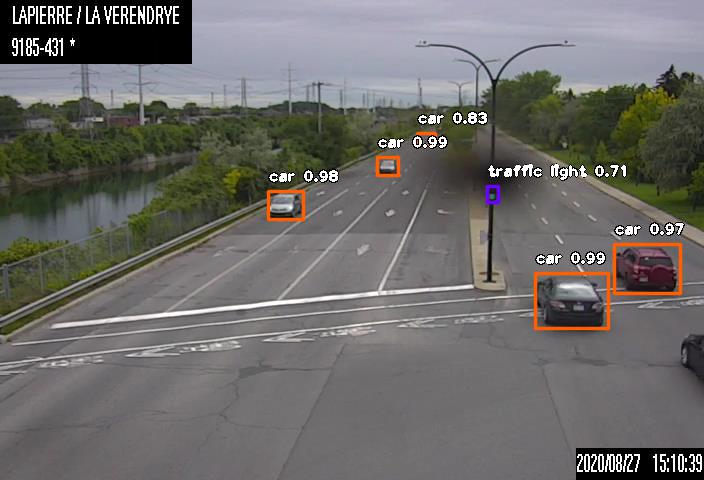 LAPIERRE / LA VERENDRYE
9185-431 *
car 0.83
car 0.99
traffic light 0.71
car 0.98
car 0.97
car 0.99
2020/08/27 15:10:39